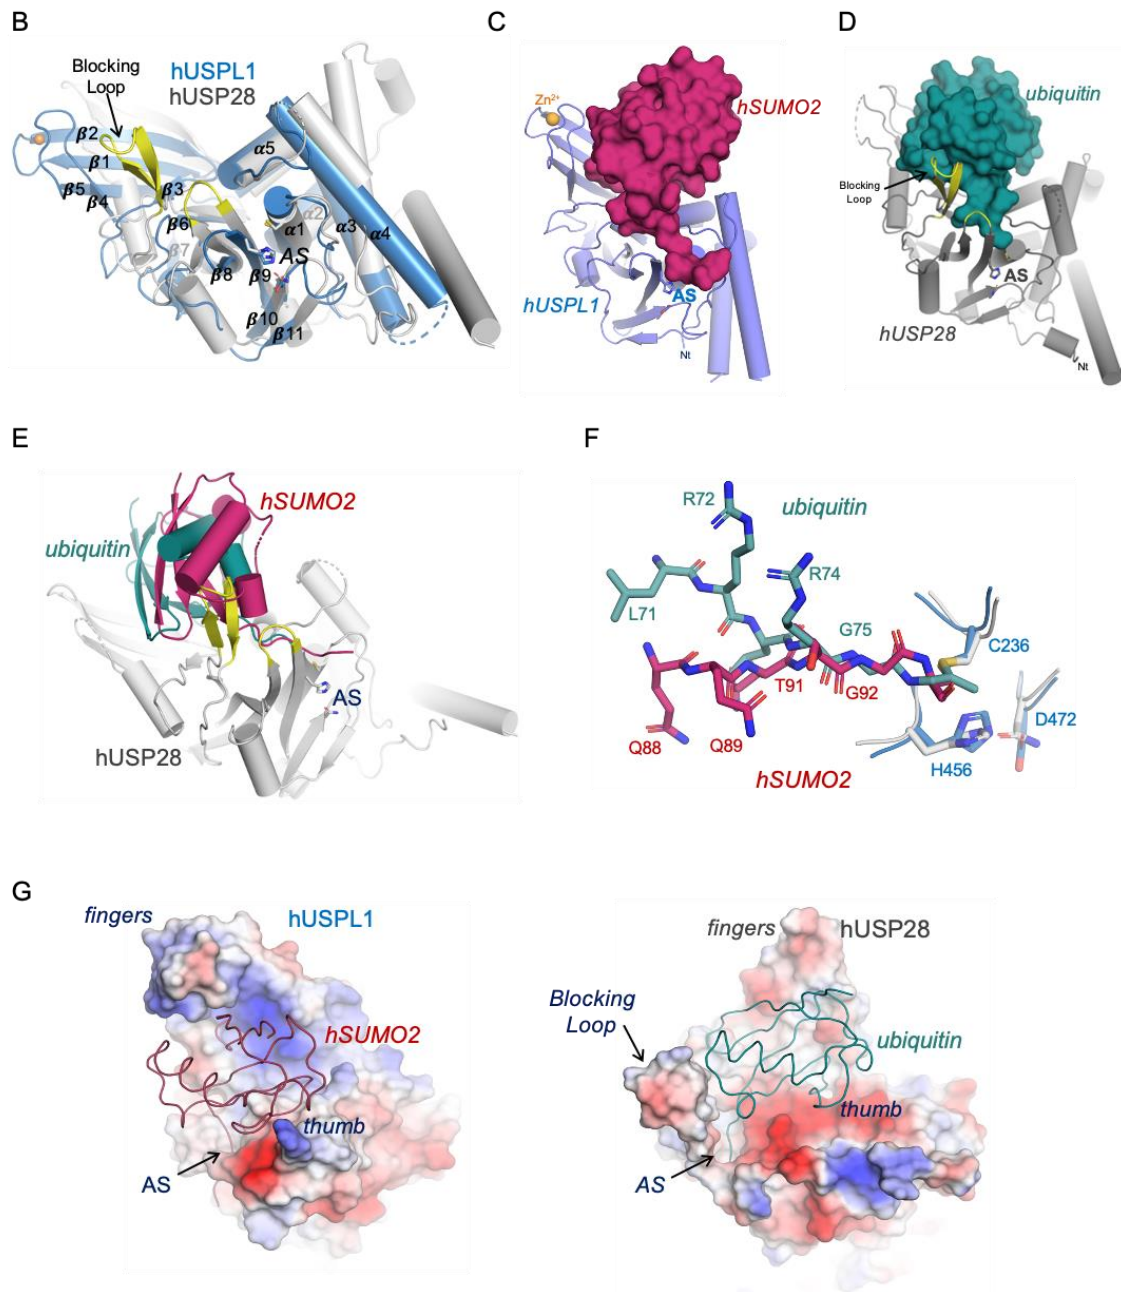 B
Blocking
Loop
hUSPL1
hUSP28
β2
β1
β5
β4
β3
β6
β7
β8
β9
β10
β11
α5
α1
α2
α3
α4
AS
C
Zn²⁺
hSUMO2
hUSPL1
AS
Nt
D
ubiquitin
Blocking
Loop
AS
hUSP28
Nt
E
hSUMO2
ubiquitin
AS
hUSP28
F
R72
ubiquitin
R74
L71
G75
C236
T91
G92
D472
Q88
Q89
H456
hSUMO2
G
fingers
hUSPL1
hSUMO2
thumb
AS
fingers
hUSP28
Blocking
Loop
ubiquitin
thumb
AS